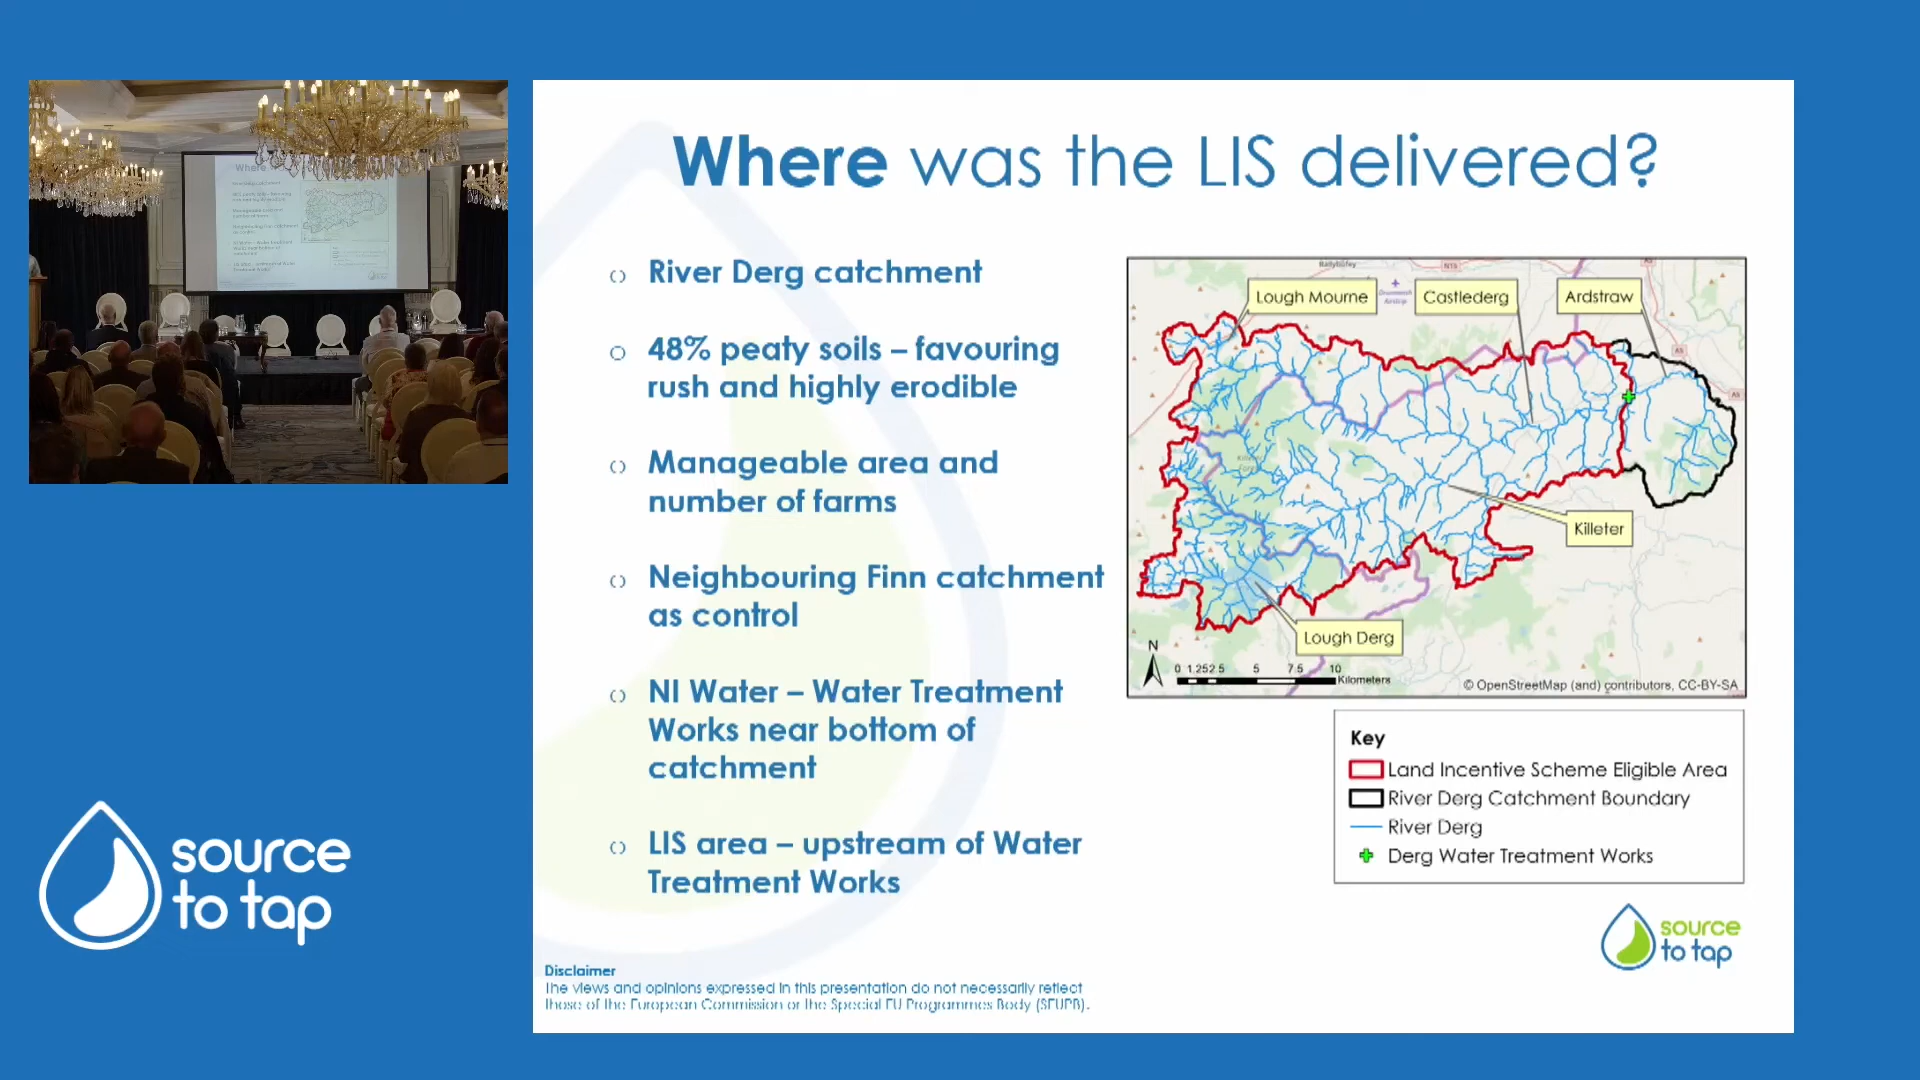 Where was the LIS delivered?
River Derg catchment
48% peaty soils – favouring
rush and highly erodible
Manageable area and
number of farms
Neighbouring Finn catchment
as control
NI Water – Water Treatment
Works near bottom of
catchment
LIS area – upstream of Water
Treatment Works
Lough Mourne
Castlederg
Ardstraw
Killeter
Lough Derg
N
0 1.25 2.5 5 7.5 10
Kilometers
© OpenStreetMap (and) contributors, CC-BY-SA
Key
Land Incentive Scheme Eligible Area
River Derg Catchment Boundary
River Derg
Derg Water Treatment Works
source
to tap
Disclaimer
The views and opinions expressed in this presentation do not necessarily reflect
those of the European Commission or the Special EU Programmes Body (SEUPB).
source
to tap